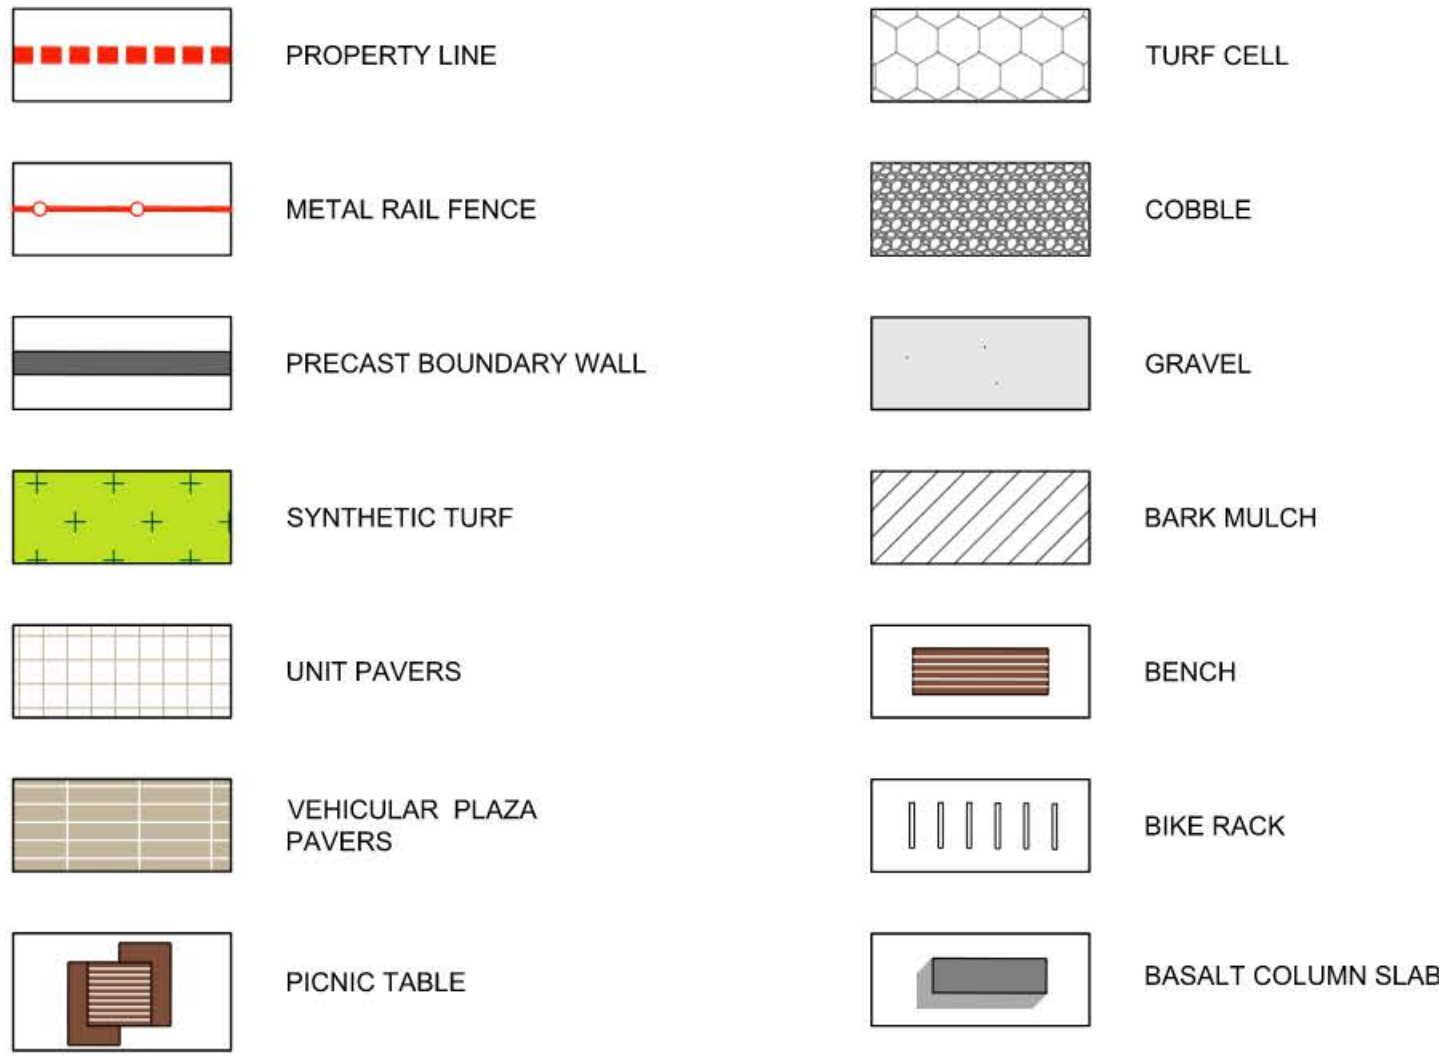 PROPERTY LINE
METAL RAIL FENCE
PRECAST BOUNDARY WALL
SYNTHETIC TURF
UNIT PAVERS
VEHICULAR PLAZA
PAVERS
PICNIC TABLE
TURF CELL
COBBLE
GRAVEL
BARK MULCH
BENCH
BIKE RACK
BASALT COLUMN SLAB